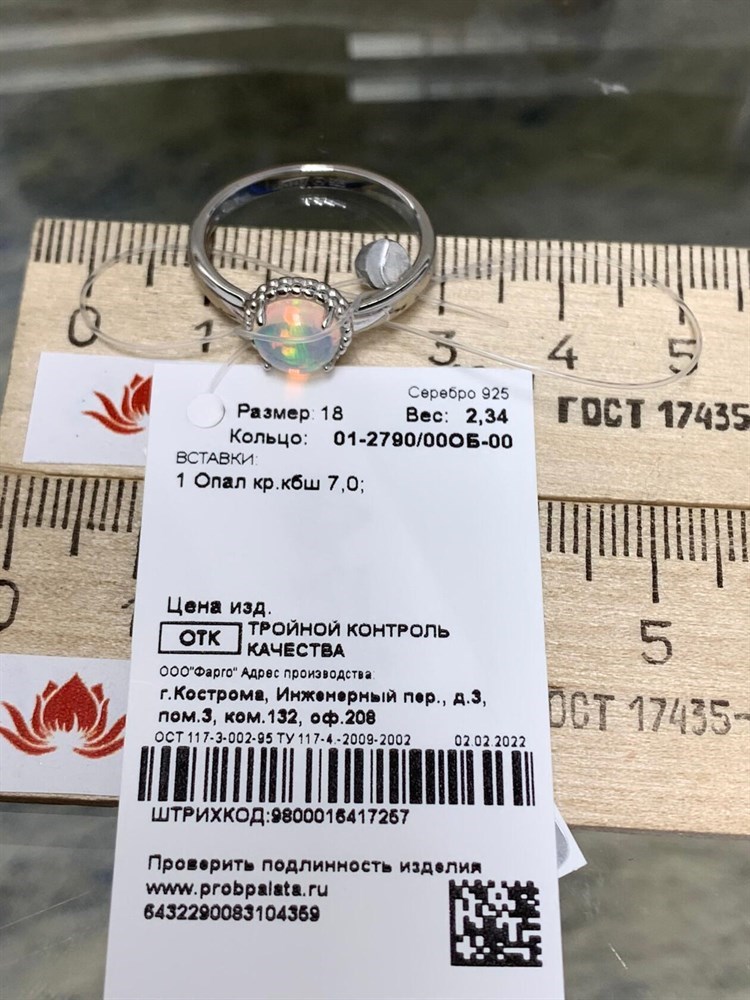 0 1 3 4 5
Серебро 925
Размер: 18 Вес: 2,34
ГОСТ 17435
Кольцо: 01-2790/00ОБ-00
ВСТАВКИ:
1 Опал кр.кбш 7,0;
0 5
Цена изд.
ОТК ТРОЙНОЙ КОНТРОЛЬ
КАЧЕСТВА
ООО"Фарго" Адрес производства:
г.Кострома, Инженерный пер., д.3,
пом.3, ком.132, оф.208
ГОСТ 17435-
ОСТ 117-3-002-95 ТУ 117-4.-2009-2002 02.02.2022
ШТРИХКОД:9800016417257
Проверить подлинность изделия
www.probpalata.ru
6432290083104359